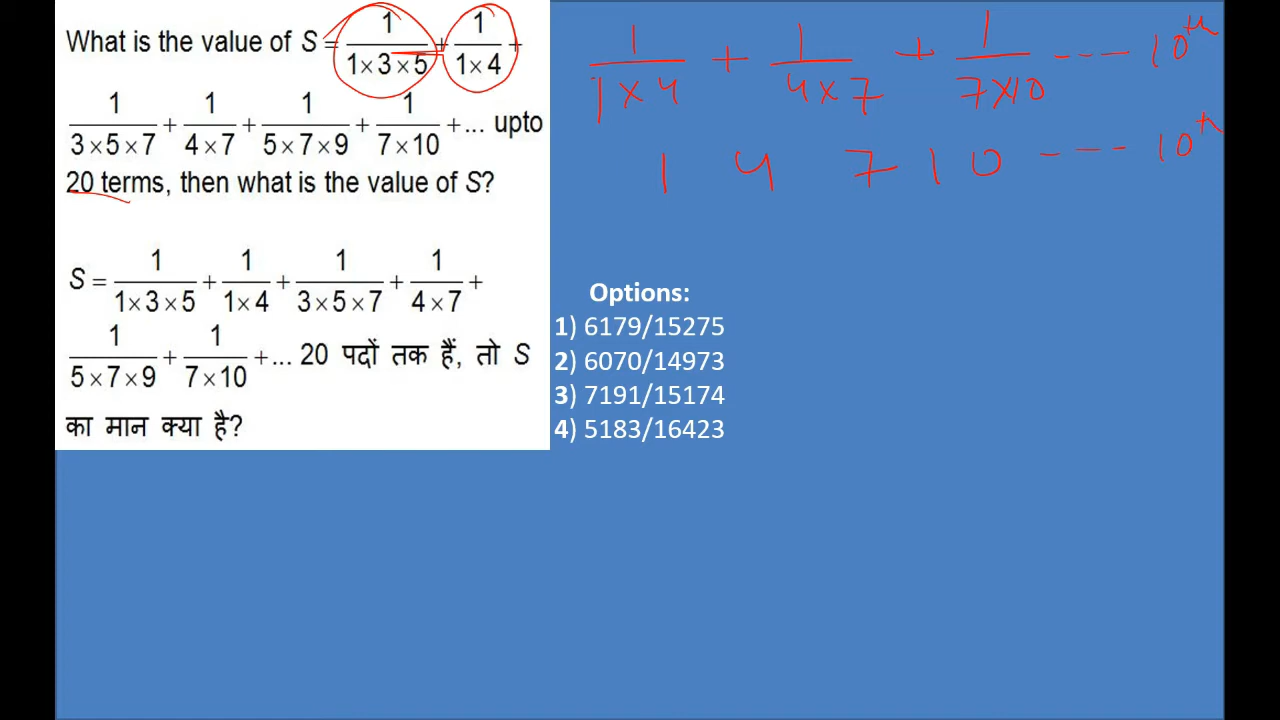 What is the value of S = 1/(1×3×5) + 1/(1×4) +
1/(3×5×7) + 1/(4×7) + 1/(5×7×9) + 1/(7×10) + ... upto
20 terms, then what is the value of S?
S = 1/(1×3×5) + 1/(1×4) + 1/(3×5×7) + 1/(4×7) +
1/(5×7×9) + 1/(7×10) + ... 20 पदों तक हैं, तो S
का मान क्या है?
1/(1×4) + 1/(4×7) + 1/(7×10) ---- 10th
1 4 7 10 ---- 10th
Options:
1) 6179/15275
2) 6070/14973
3) 7191/15174
4) 5183/16423